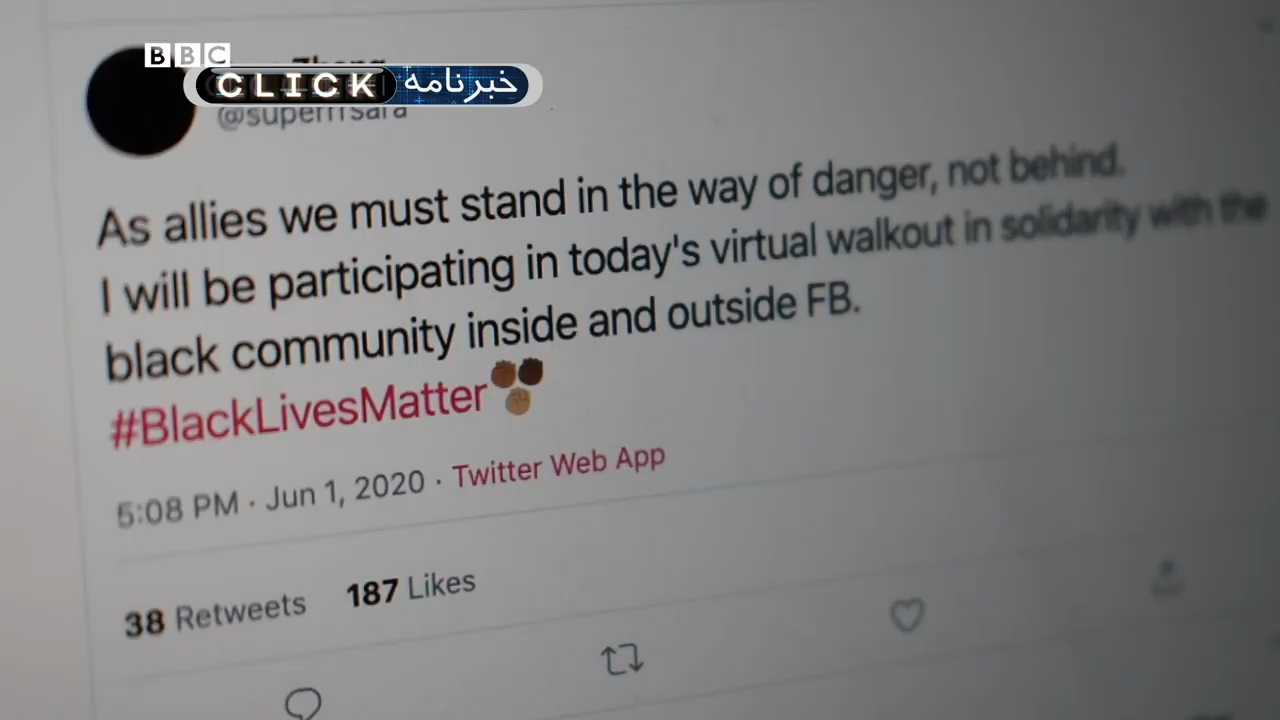 BBC
CLICK خبرنامه
As allies we must stand in the way of danger, not behind.
I will be participating in today's virtual walkout in solidarity with the
black community inside and outside FB.
#BlackLivesMatter
5:08 PM · Jun 1, 2020 · Twitter Web App
38 Retweets 187 Likes